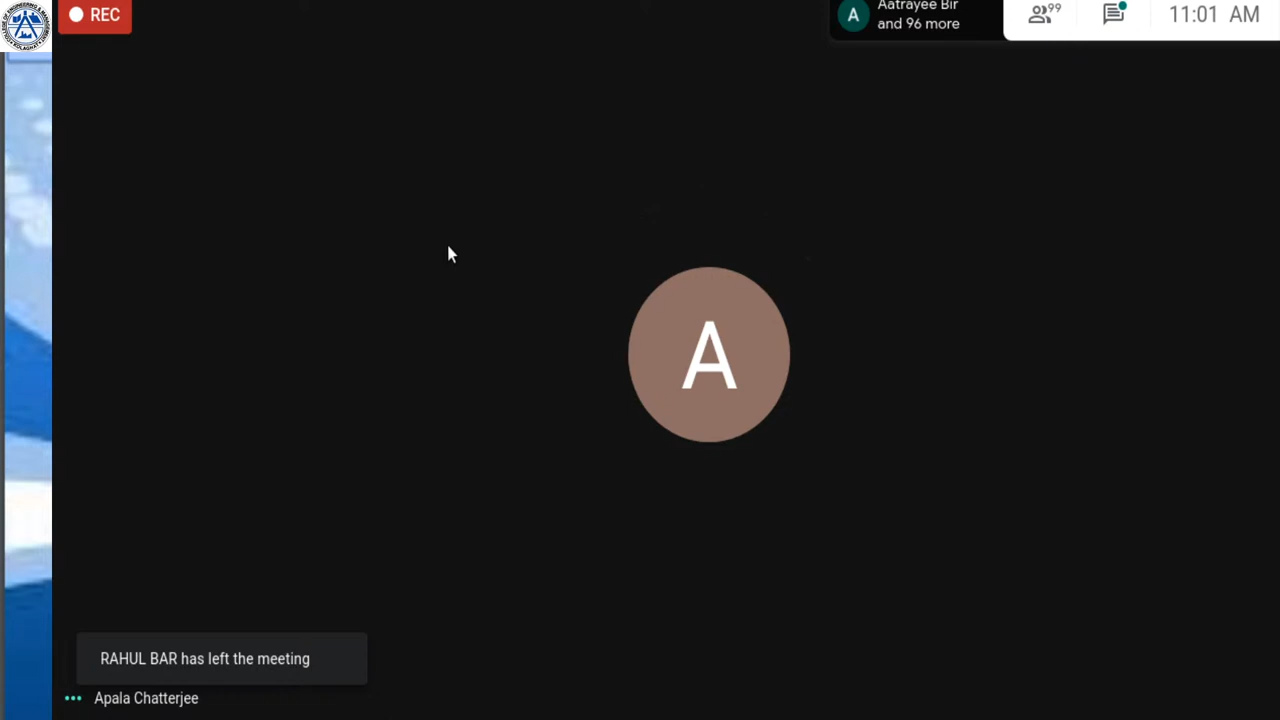 REC
A
Aatrayee Bir
and 96 more
99
11:01 AM
A
RAHUL BAR has left the meeting
Apala Chatterjee